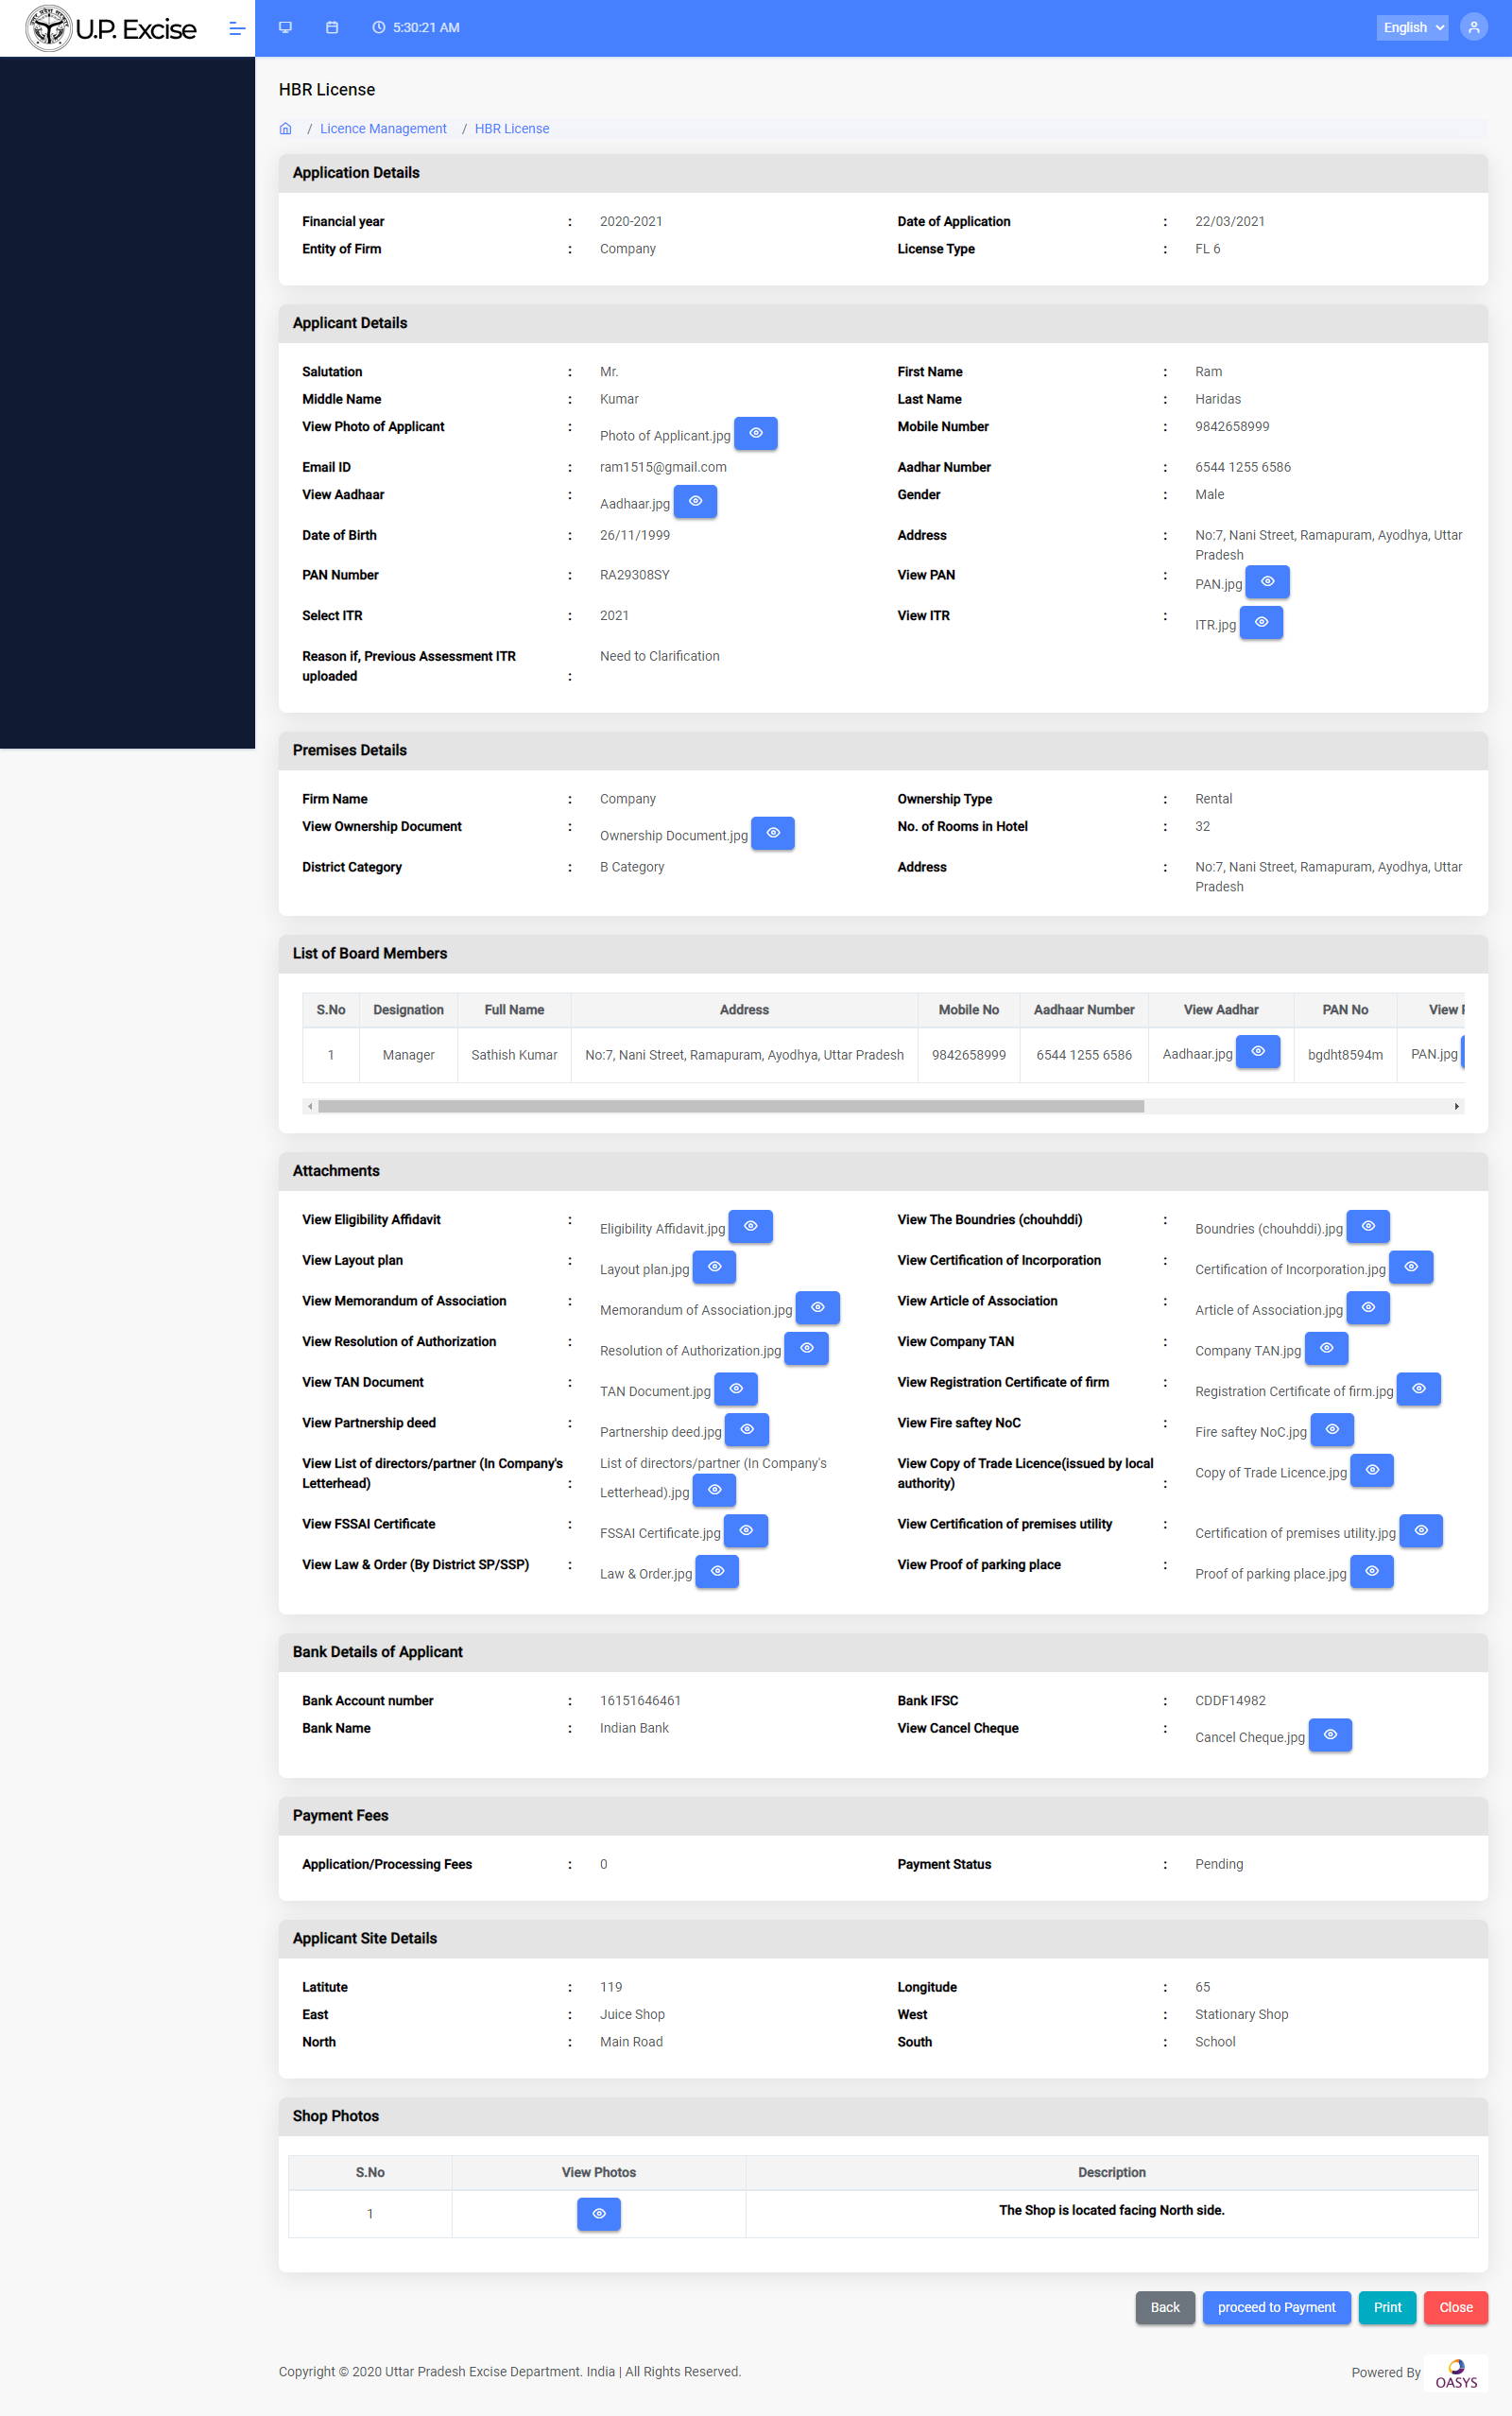 U.P. Excise
5:30:21 AM
English
HBR License
/ Licence Management / HBR License
Application Details
Financial year : 2020-2021 Date of Application : 22/03/2021
Entity of Firm : Company License Type : FL 6
Applicant Details
Salutation : Mr. First Name : Ram
Middle Name : Kumar Last Name : Haridas
View Photo of Applicant : Photo of Applicant.jpg Mobile Number : 9842658999
Email ID : ram1515@gmail.com Aadhar Number : 6544 1255 6586
View Aadhaar : Aadhaar.jpg Gender : Male
Date of Birth : 26/11/1999 Address : No:7, Nani Street, Ramapuram, Ayodhya, Uttar
Pradesh
PAN Number : RA29308SY View PAN : PAN.jpg
Select ITR : 2021 View ITR : ITR.jpg
Reason if, Previous Assessment ITR Need to Clarification
uploaded :
Premises Details
Firm Name : Company Ownership Type : Rental
View Ownership Document : Ownership Document.jpg No. of Rooms in Hotel : 32
District Category : B Category Address : No:7, Nani Street, Ramapuram, Ayodhya, Uttar
Pradesh
List of Board Members
S.No Designation Full Name Address Mobile No Aadhaar Number View Aadhar PAN No View
1 Manager Sathish Kumar No:7, Nani Street, Ramapuram, Ayodhya, Uttar Pradesh 9842658999 6544 1255 6586 Aadhaar.jpg bgdht8594m PAN.jpg
Attachments
View Eligibility Affidavit : Eligibility Affidavit.jpg View The Boundries (chouhddi) : Boundries (chouhddi).jpg
View Layout plan : Layout plan.jpg View Certification of Incorporation : Certification of Incorporation.jpg
View Memorandum of Association : Memorandum of Association.jpg View Article of Association : Article of Association.jpg
View Resolution of Authorization : Resolution of Authorization.jpg View Company TAN : Company TAN.jpg
View TAN Document : TAN Document.jpg View Registration Certificate of firm : Registration Certificate of firm.jpg
View Partnership deed : Partnership deed.jpg View Fire saftey NoC : Fire saftey NoC.jpg
View List of directors/partner (In Company's List of directors/partner (In Company's View Copy of Trade Licence(issued by local Copy of Trade Licence.jpg
Letterhead) : Letterhead).jpg authority) :
View FSSAI Certificate : FSSAI Certificate.jpg View Certification of premises utility : Certification of premises utility.jpg
View Law & Order (By District SP/SSP) : Law & Order.jpg View Proof of parking place : Proof of parking place.jpg
Bank Details of Applicant
Bank Account number : 16151646461 Bank IFSC : CDDF14982
Bank Name : Indian Bank View Cancel Cheque : Cancel Cheque.jpg
Payment Fees
Application/Processing Fees : 0 Payment Status : Pending
Applicant Site Details
Latitute : 119 Longitude : 65
East : Juice Shop West : Stationary Shop
North : Main Road South : School
Shop Photos
S.No View Photos Description
1 The Shop is located facing North side.
Back proceed to Payment Print Close
Copyright © 2020 Uttar Pradesh Excise Department. India | All Rights Reserved. Powered By OASYS